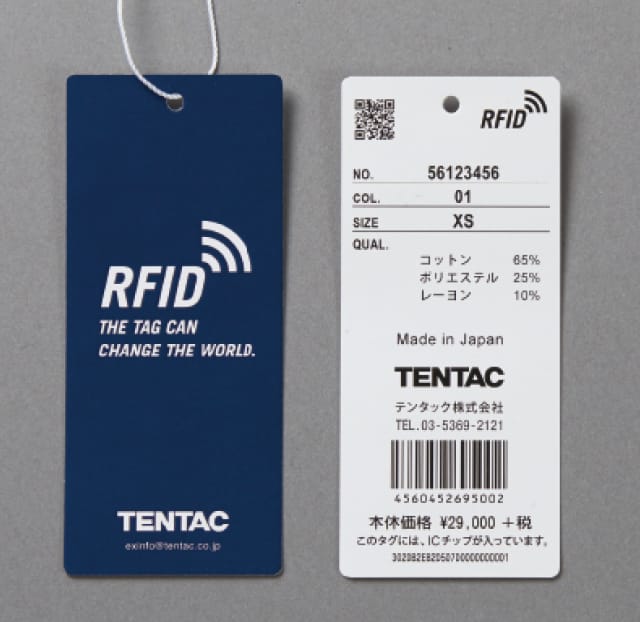 RFID
THE TAG CAN
CHANGE THE WORLD.
TENTAC
exinfo@tentac.co.jp
RFID
NO. 56123456
COL. 01
SIZE XS
QUAL.
コットン 65%
ポリエステル 25%
レーヨン 10%
Made in Japan
TENTAC
テンタック株式会社
TEL.03-5369-2121
4560452695002
本体価格 ¥29,000 +税
このタグには、ICチップが入っています。
302DB2EB2D507D0000000001